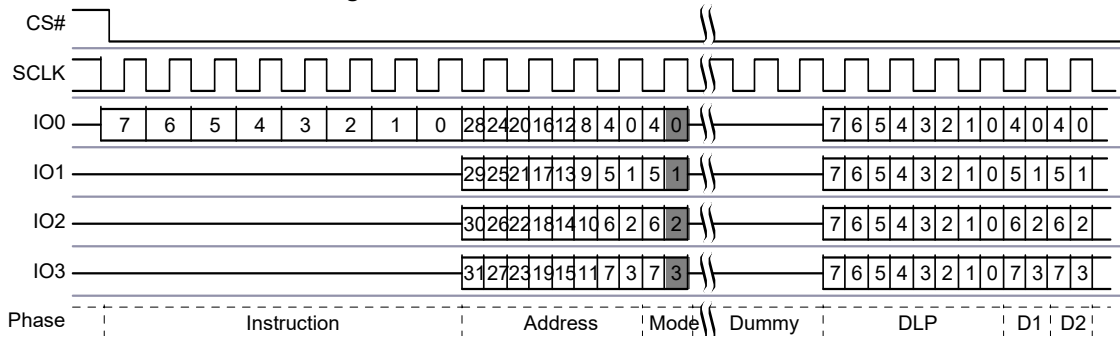 CS#
SCLK
IO0 7 6 5 4 3 2 1 0 28 24 20 16 12 8 4 0 4 0 7 6 5 4 3 2 1 0 4 0 4 0
IO1 29 25 21 17 13 9 5 1 5 1 7 6 5 4 3 2 1 0 5 1 5 1
IO2 30 26 22 18 14 10 6 2 6 2 7 6 5 4 3 2 1 0 6 2 6 2
IO3 31 27 23 19 15 11 7 3 7 3 7 6 5 4 3 2 1 0 7 3 7 3
Phase Instruction Address Mode Dummy DLP D1 D2